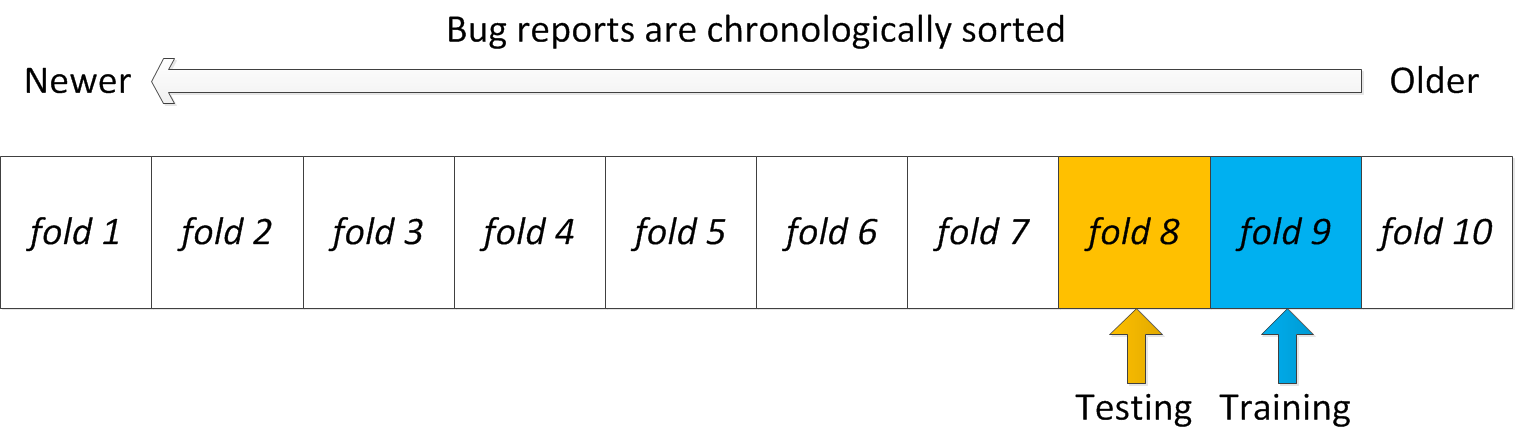 Bug reports are chronologically sorted
Newer Older
fold 1 fold 2 fold 3 fold 4 fold 5 fold 6 fold 7 fold 8 fold 9 fold 10
Testing Training